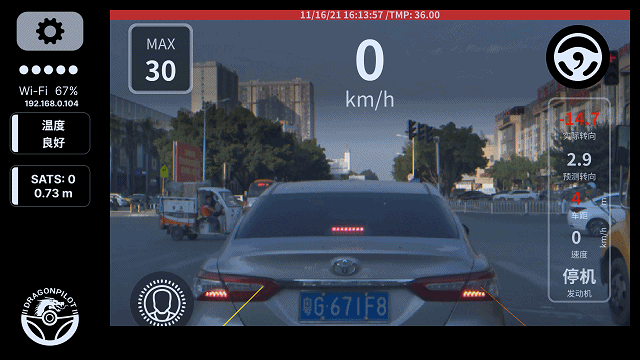 11/16/21 16:13:57 /TMP: 36.00
MAX
30
0
km/h
Wi-Fi 67%
192.168.0.104
温度
良好
SATS: 0
0.73 m
DRAGONPILOT
-14.7
实际转向
2.9
预测转向
4
m
车距
0
km/h
速度
停机
发动机
粤G·671F8